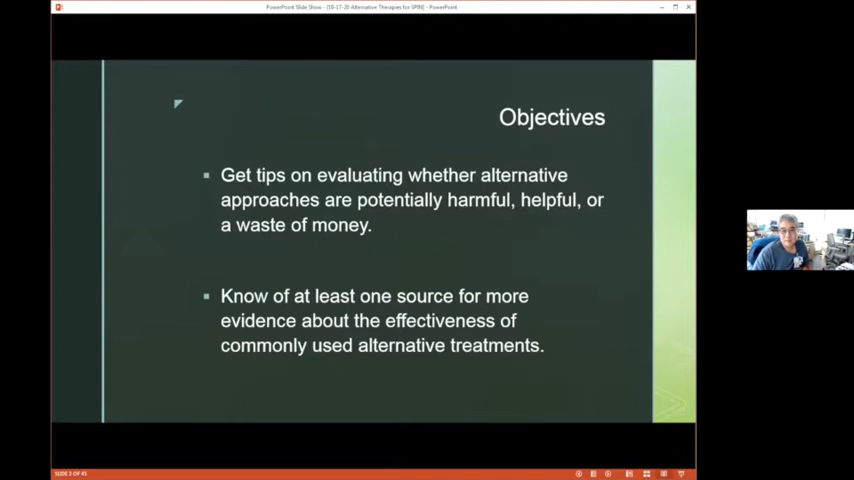 PowerPoint Slide Show - [10-17-20 Alternative Therapies for SPIN] - PowerPoint
Objectives
Get tips on evaluating whether alternative
approaches are potentially harmful, helpful, or
a waste of money.
Know of at least one source for more
evidence about the effectiveness of
commonly used alternative treatments.
SLIDE 5 OF 45